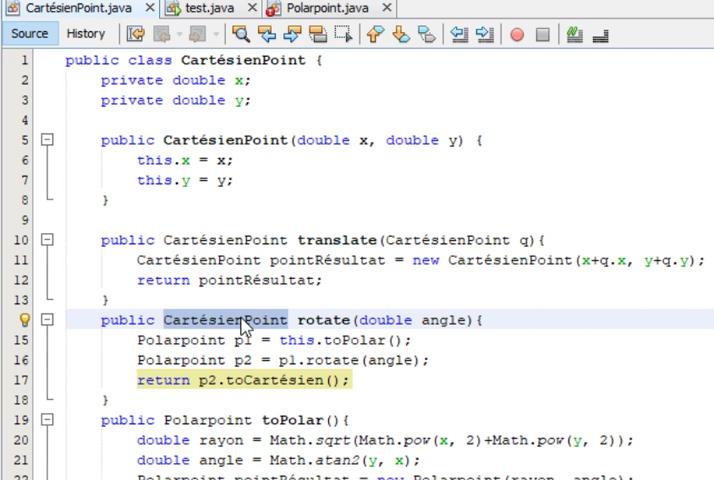 CartésienPoint.java test.java Polarpoint.java
Source History
1 public class CartésienPoint {
2 private double x;
3 private double y;
4
5 public CartésienPoint(double x, double y) {
6 this.x = x;
7 this.y = y;
8 }
9
10 public CartésienPoint translate(CartésienPoint q){
11 CartésienPoint pointRésultat = new CartésienPoint(x+q.x, y+q.y);
12 return pointRésultat;
13 }
public CartésienPoint rotate(double angle){
15 Polarpoint p1 = this.toPolar();
16 Polarpoint p2 = p1.rotate(angle);
17 return p2.toCartésien();
18 }
19 public Polarpoint toPolar(){
20 double rayon = Math.sqrt(Math.pow(x, 2)+Math.pow(y, 2));
21 double angle = Math.atan2(y, x);
22 Polarpoint pointRésultat = new Polarpoint(rayon, angle);